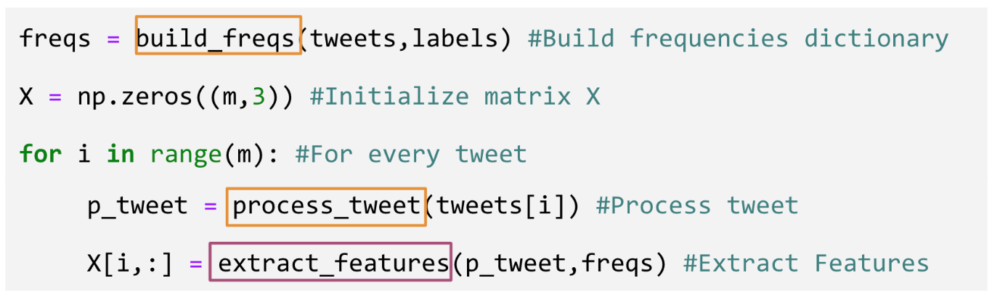 freqs = build_freqs(tweets,labels) #Build frequencies dictionary
X = np.zeros((m,3)) #Initialize matrix X
for i in range(m): #For every tweet
p_tweet = process_tweet(tweets[i]) #Process tweet
X[i,:] = extract_features(p_tweet,freqs) #Extract Features